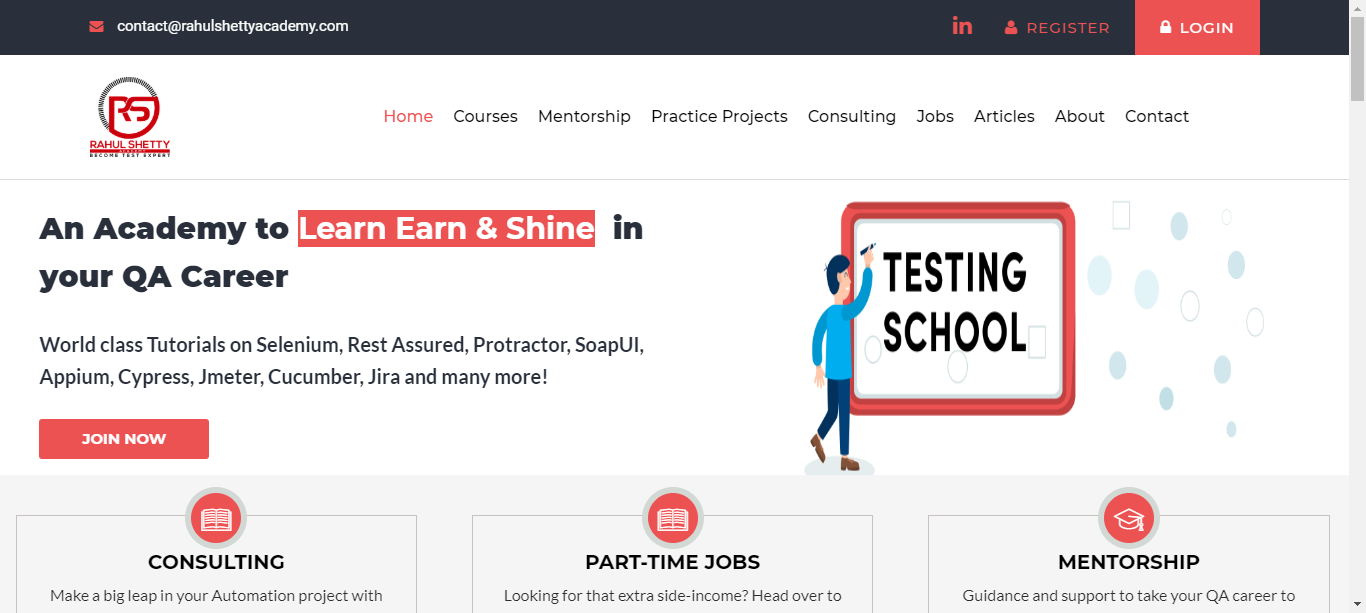 contact@rahulshettyacademy.com
in REGISTER LOGIN
RS
RAHUL SHETTY
ACADEMY
BECOME TEST EXPERT
Home Courses Mentorship Practice Projects Consulting Jobs Articles About Contact
An Academy to Learn Earn & Shine in
your QA Career
World class Tutorials on Selenium, Rest Assured, Protractor, SoapUI,
Appium, Cypress, Jmeter, Cucumber, Jira and many more!
JOIN NOW
TESTING
SCHOOL
CONSULTING
Make a big leap in your Automation project with
PART-TIME JOBS
Looking for that extra side-income? Head over to
MENTORSHIP
Guidance and support to take your QA career to